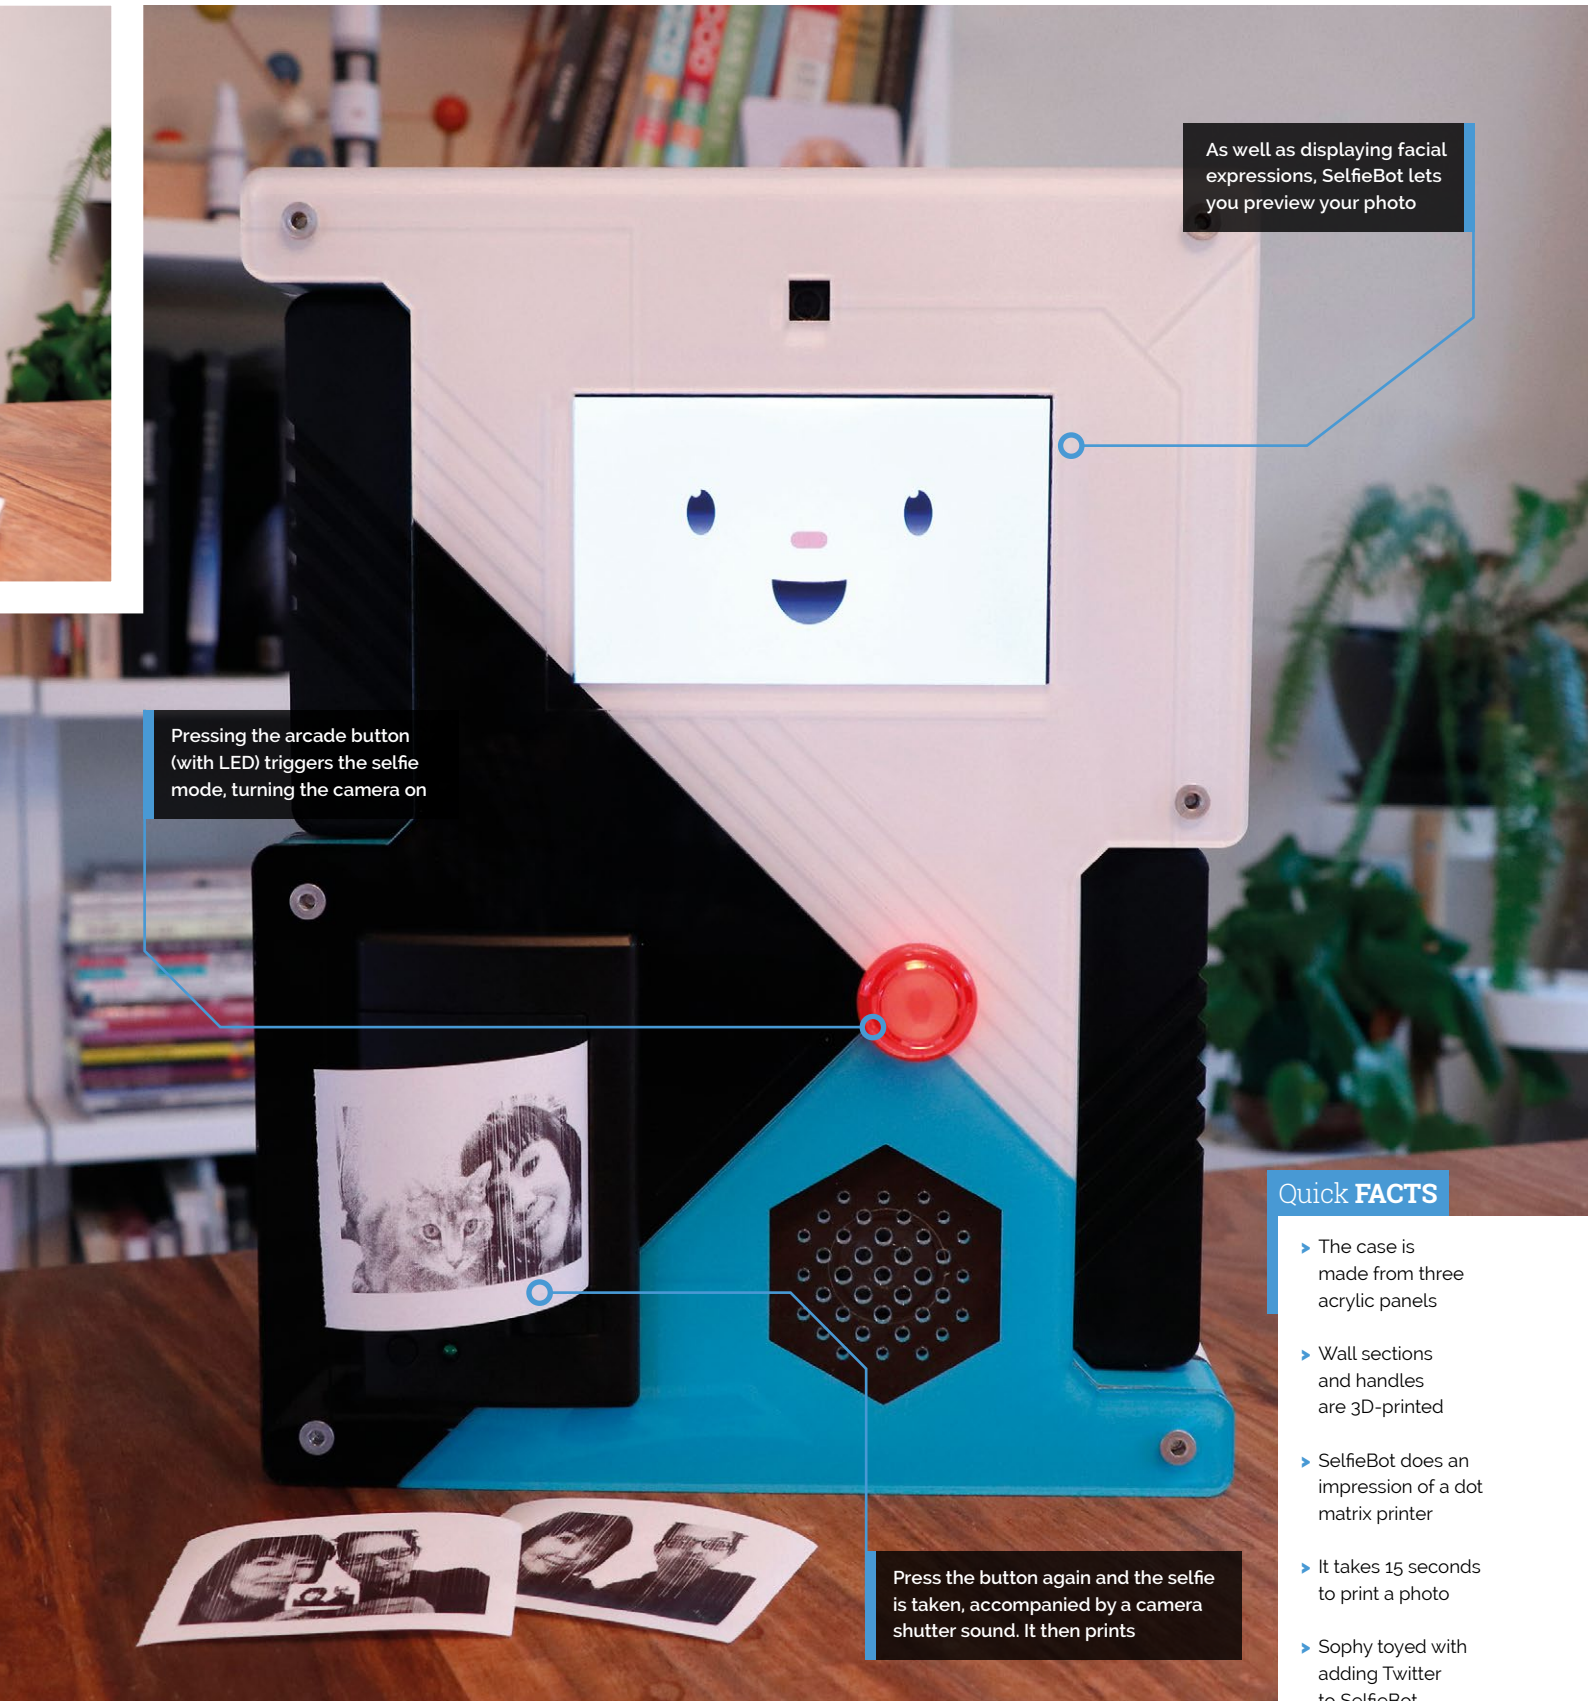 As well as displaying facial
expressions, SelfieBot lets
you preview your photo
Pressing the arcade button
(with LED) triggers the selfie
mode, turning the camera on
Press the button again and the selfie
is taken, accompanied by a camera
shutter sound. It then prints
Quick FACTS
> The case is
made from three
acrylic panels
> Wall sections
and handles
are 3D-printed
> SelfieBot does an
impression of a dot
matrix printer
> It takes 15 seconds
to print a photo
> Sophy toyed with
adding Twitter
to SelfieBot